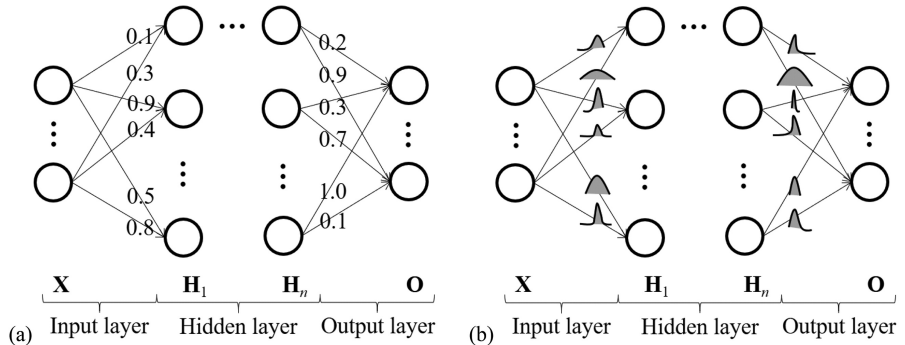 0.1
0.3
0.9
0.4
0.5
0.8
0.2
0.9
0.3
0.7
1.0
0.1
X H₁ Hₙ O
Input layer Hidden layer Output layer
(a)
X H₁ Hₙ O
Input layer Hidden layer Output layer
(b)